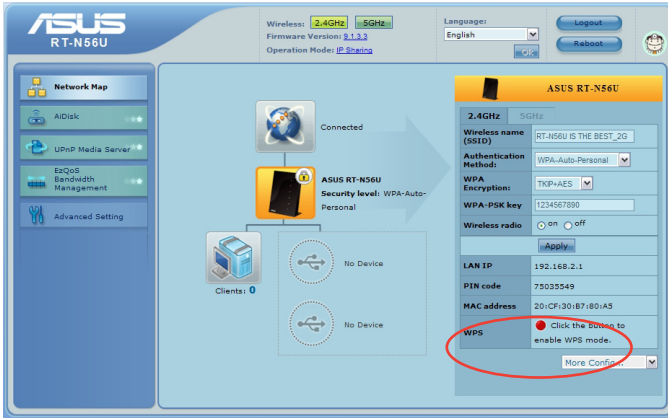 ASUS
RT-N56U
Wireless: 2.4GHz 5GHz
Firmware Version: 9.1.3.3
Operation Mode: IP Sharing
Language:
English
OK
Logout
Reboot
Network Map
AiDisk
UPnP Media Server
EzQoS
Bandwidth
Management
Advanced Setting
Connected
ASUS RT-N56U
Security level: WPA-Auto-
Personal
Clients: 0
No Device
No Device
ASUS RT-N56U
2.4GHz 5GHz
Wireless name
(SSID)
RT-N56U IS THE BEST_2G
Authentication
Method:
WPA-Auto-Personal
WPA
Encryption:
TKIP+AES
WPA-PSK key
1234567890
Wireless radio
on off
Apply
LAN IP
192.168.2.1
PIN code
75035549
MAC address
20:CF:30:B7:80:A5
WPS
Click the button to
enable WPS mode.
More Config...